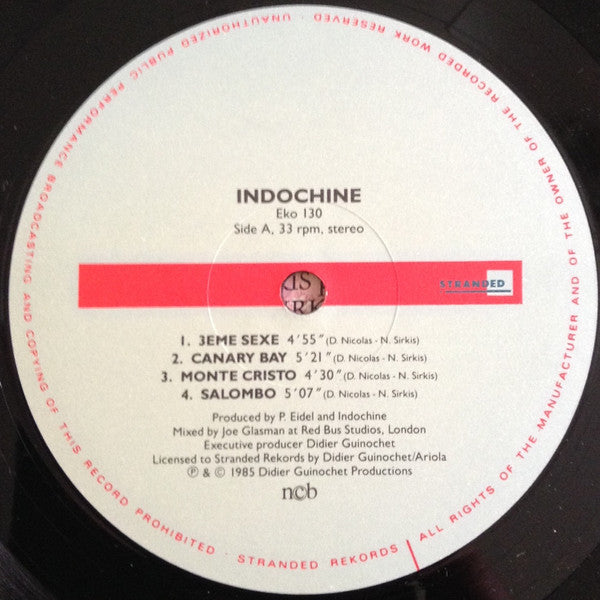 INDOCHINE
Eko 130
Side A, 33 rpm, stereo
STRANDED
1. 3EME SEXE 4'55" (D. Nicolas - N. Sirkis)
2. CANARY BAY 5'21" (D. Nicolas - N. Sirkis)
3. MONTE CRISTO 4'30" (D. Nicolas - N. Sirkis)
4. SALOMBO 5'07" (D. Nicolas - N. Sirkis)
Produced by P. Eidel and Indochine
Mixed by Joe Glasman at Red Bus Studios, London
Executive producer Didier Guinochet
Licensed to Stranded Rekords by Didier Guinochet/Ariola
℗ & © 1985 Didier Guinochet Productions
ncb
ALL RIGHTS OF THE MANUFACTURER AND OF THE OWNER OF THE RECORDED WORK RESERVED · UNAUTHORIZED PUBLIC PERFORMANCE BROADCASTING AND COPYING OF THIS RECORD PROHIBITED · STRANDED REKORDS